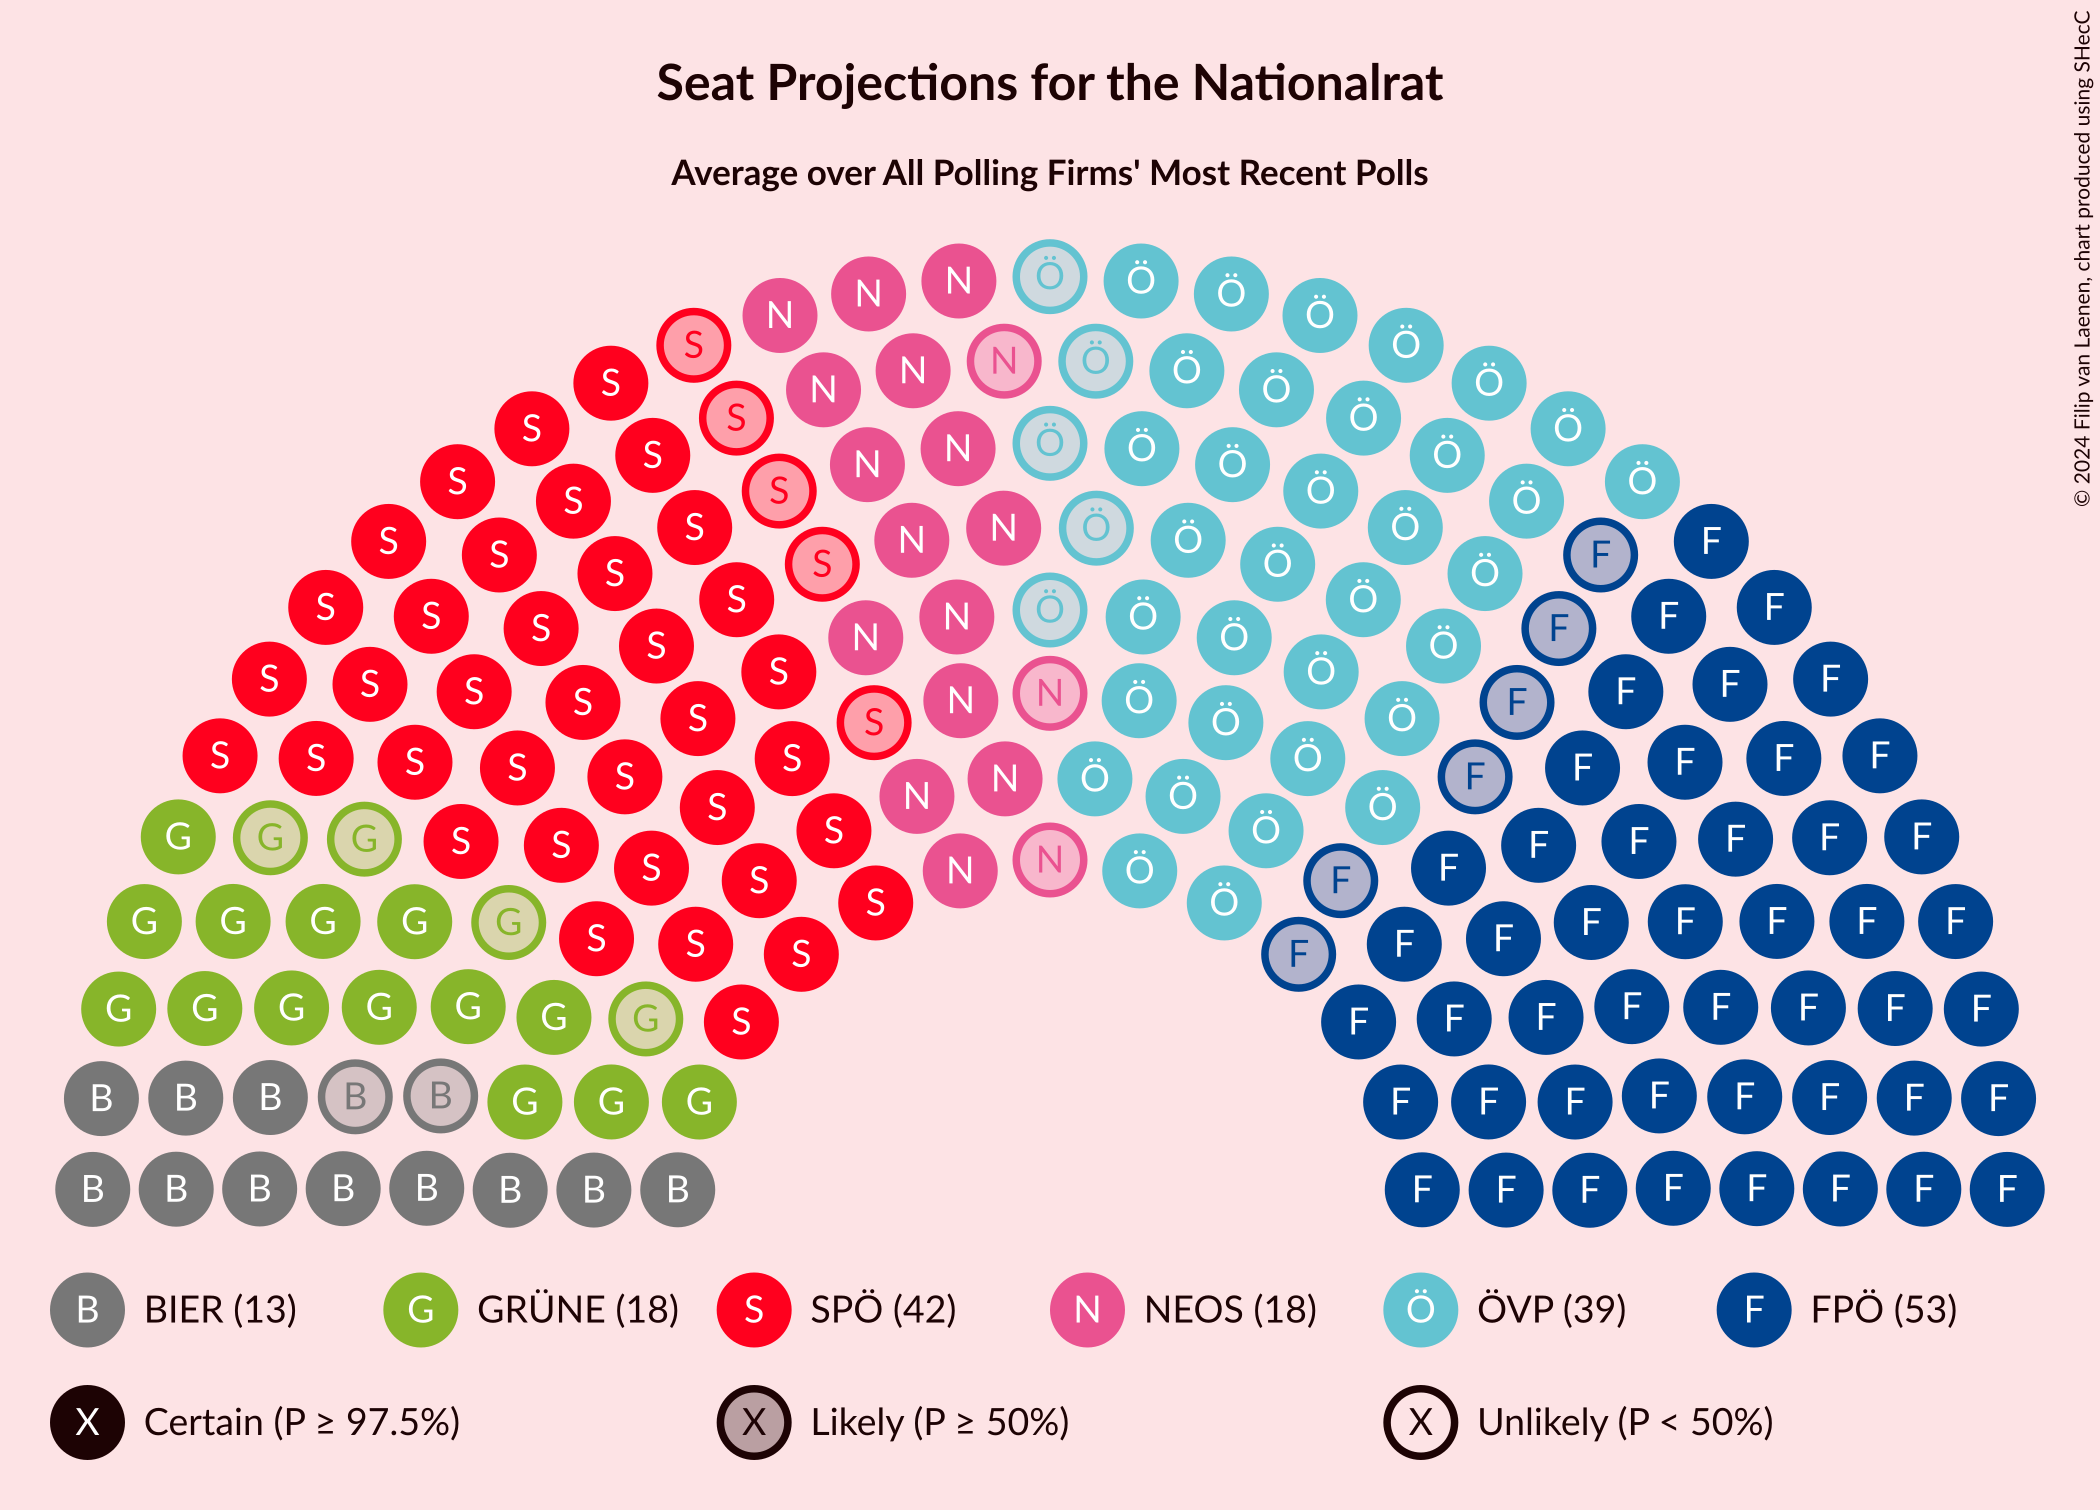 Seat Projections for the Nationalrat
Average over All Polling Firms' Most Recent Polls
© 2024 Filip van Laenen, chart produced using SHecC
N N N Ö Ö Ö Ö Ö
S N N N Ö Ö Ö Ö Ö
S S N N Ö Ö Ö Ö Ö Ö
S S S N N Ö Ö Ö Ö Ö Ö
S S S S N N Ö Ö Ö Ö Ö F F
S S S S S N N Ö Ö Ö Ö Ö F F F
S S S S S S N N Ö Ö Ö Ö F F F F
S S S S S S S N N Ö Ö Ö Ö F F F F F
G G G S S S S S N N Ö Ö F F F F F F
G G G G G S S S F F F F F F F F
G G G G G G G S F F F F F F F F
B B B B B G G G F F F F F F F F
B B B B B B B B F F F F F F F F
B BIER (13) G GRÜNE (18) S SPÖ (42) N NEOS (18) Ö ÖVP (39) F FPÖ (53)
X Certain (P ≥ 97.5%) X Likely (P ≥ 50%) X Unlikely (P < 50%)